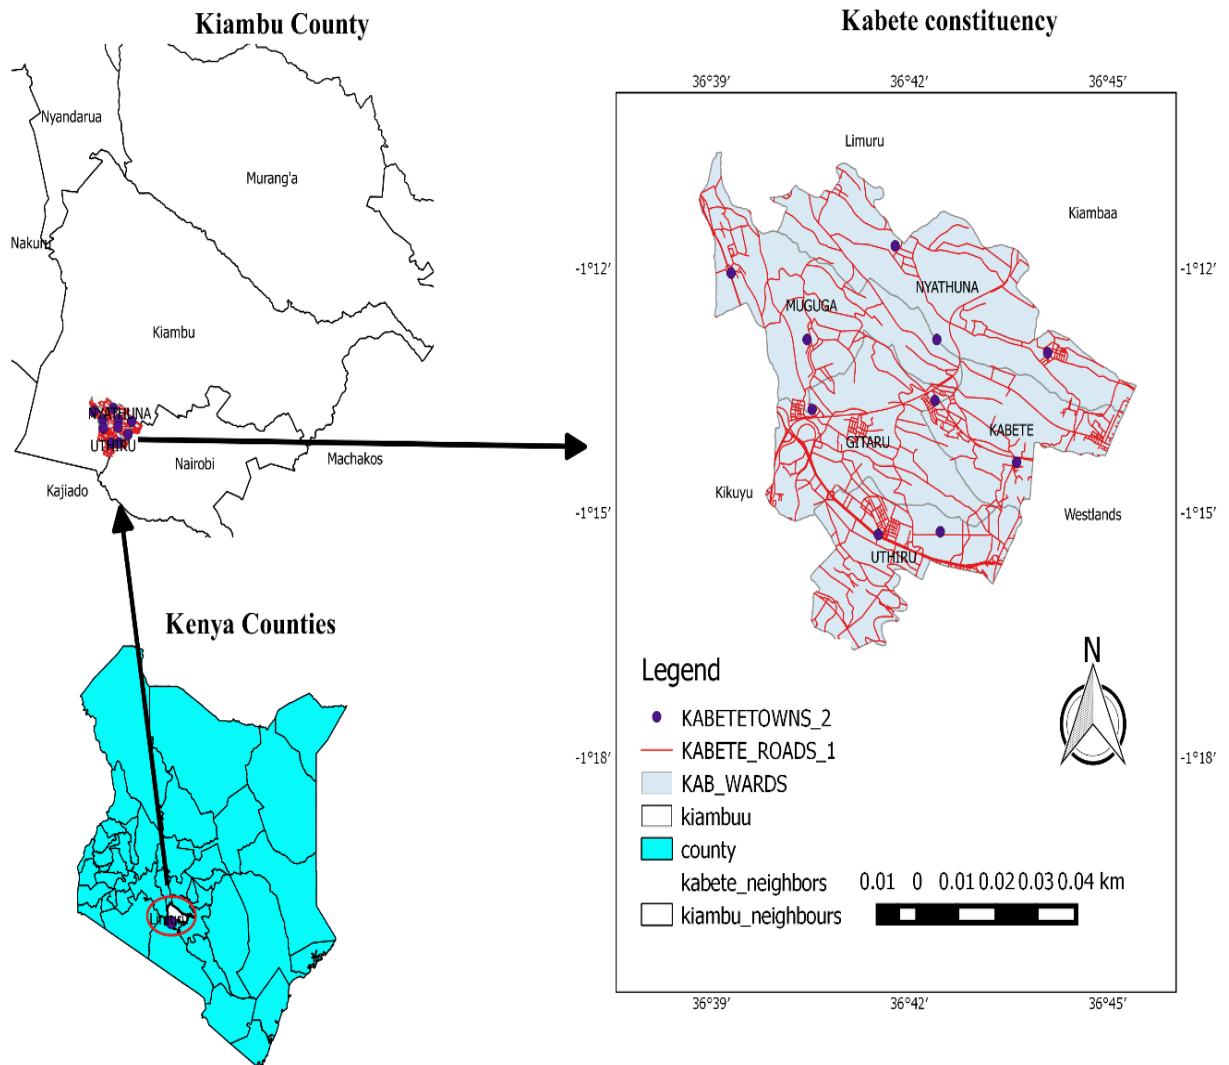 Kiambu County
Nyandarua
Murang'a
Nakuru
Kiambu
NYATHUNA
UTHIRU
Nairobi
Machakos
Kajiado
Kenya Counties
Limuru
Kabete constituency
36°39′ 36°42′ 36°45′
Limuru
Kiambaa
-1°12′ -1°12′
NYATHUNA
MUGUGA
KABETE
GITARU
Kikuyu
Westlands
-1°15′ -1°15′
UTHIRU
Legend
N
KABETETOWNS_2
KABETE_ROADS_1
-1°18′ -1°18′
KAB_WARDS
kiambuu
county
kabete_neighbors
0.01 0 0.01 0.02 0.03 0.04 km
kiambu_neighbours
36°39′ 36°42′ 36°45′